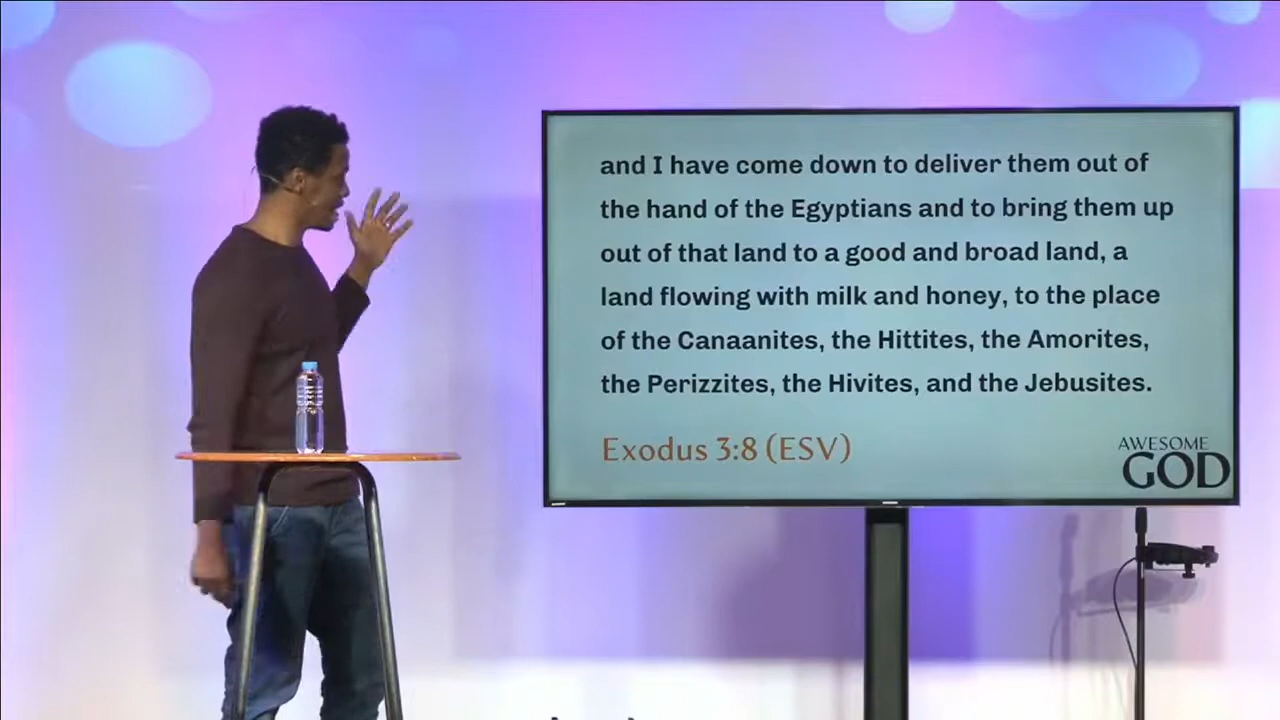 and I have come down to deliver them out of
the hand of the Egyptians and to bring them up
out of that land to a good and broad land, a
land flowing with milk and honey, to the place
of the Canaanites, the Hittites, the Amorites,
the Perizzites, the Hivites, and the Jebusites.
Exodus 3:8 (ESV)
AWESOME
GOD